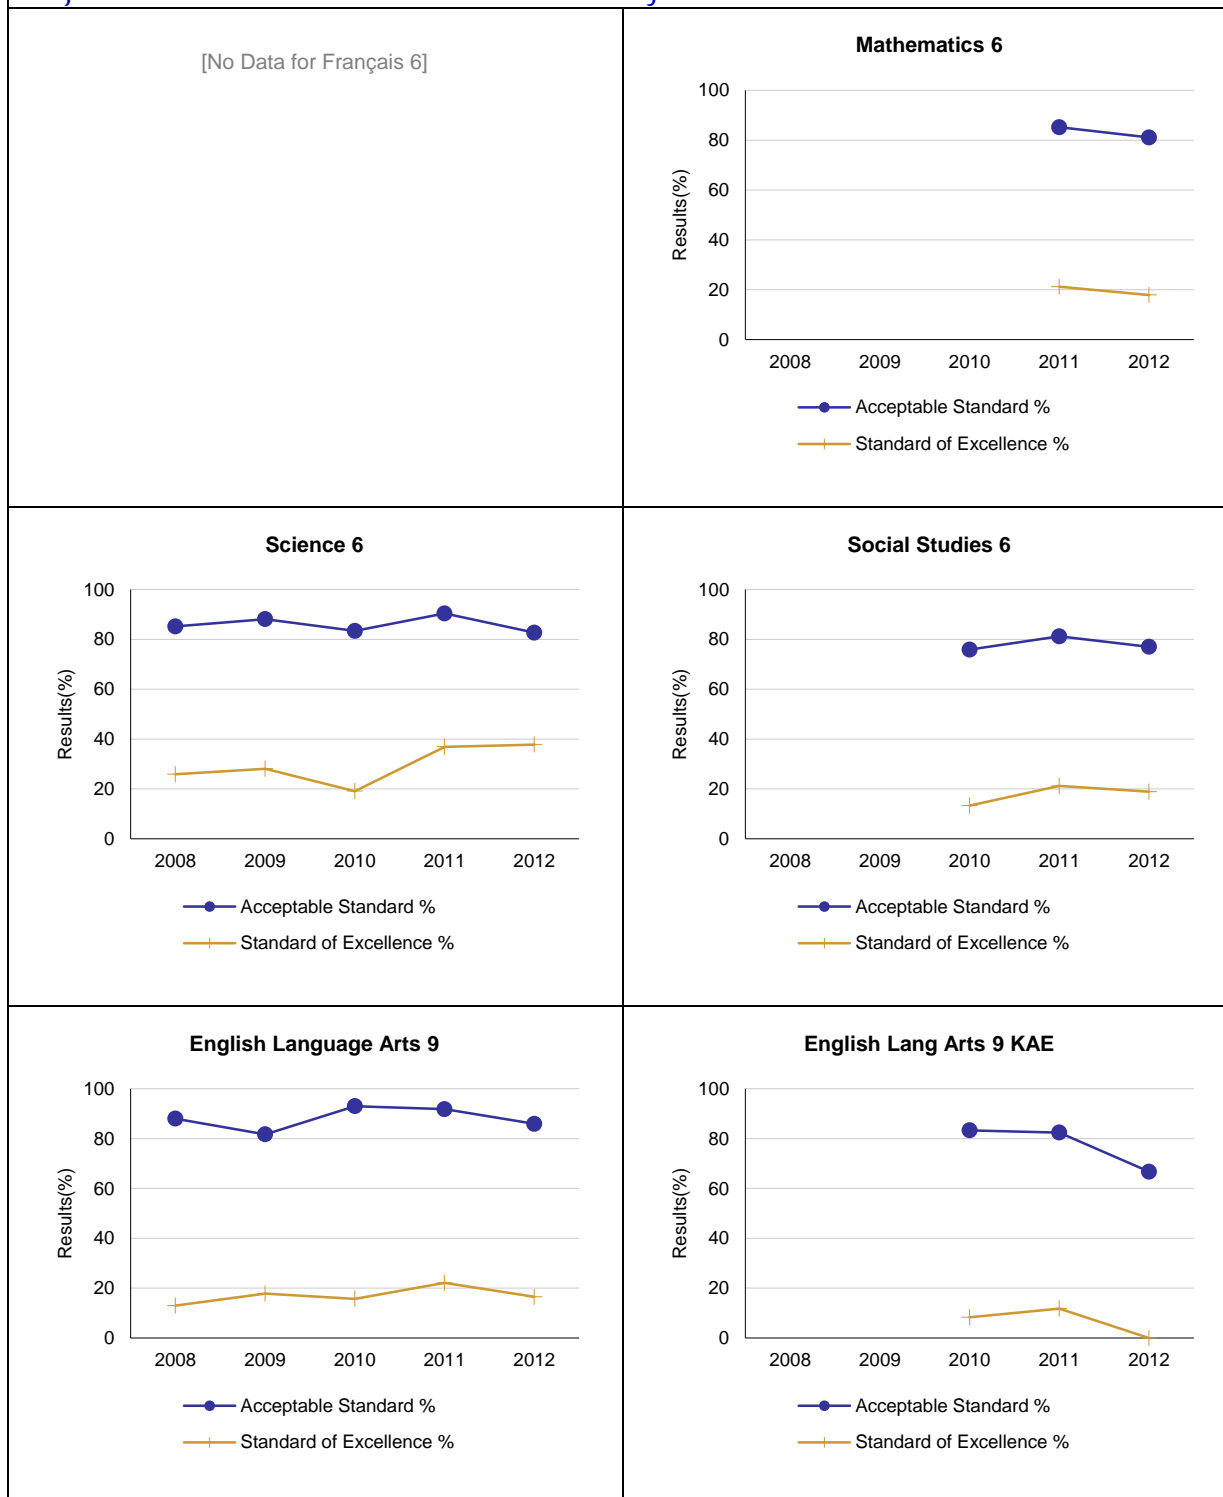 [No Data for Français 6]
Mathematics 6
Results(%)
100
80
60
40
20
0
2008 2009 2010 2011 2012
Acceptable Standard %
Standard of Excellence %
Science 6
Results(%)
100
80
60
40
20
0
2008 2009 2010 2011 2012
Acceptable Standard %
Standard of Excellence %
Social Studies 6
Results(%)
100
80
60
40
20
0
2008 2009 2010 2011 2012
Acceptable Standard %
Standard of Excellence %
English Language Arts 9
Results(%)
100
80
60
40
20
0
2008 2009 2010 2011 2012
Acceptable Standard %
Standard of Excellence %
English Lang Arts 9 KAE
Results(%)
100
80
60
40
20
0
2008 2009 2010 2011 2012
Acceptable Standard %
Standard of Excellence %